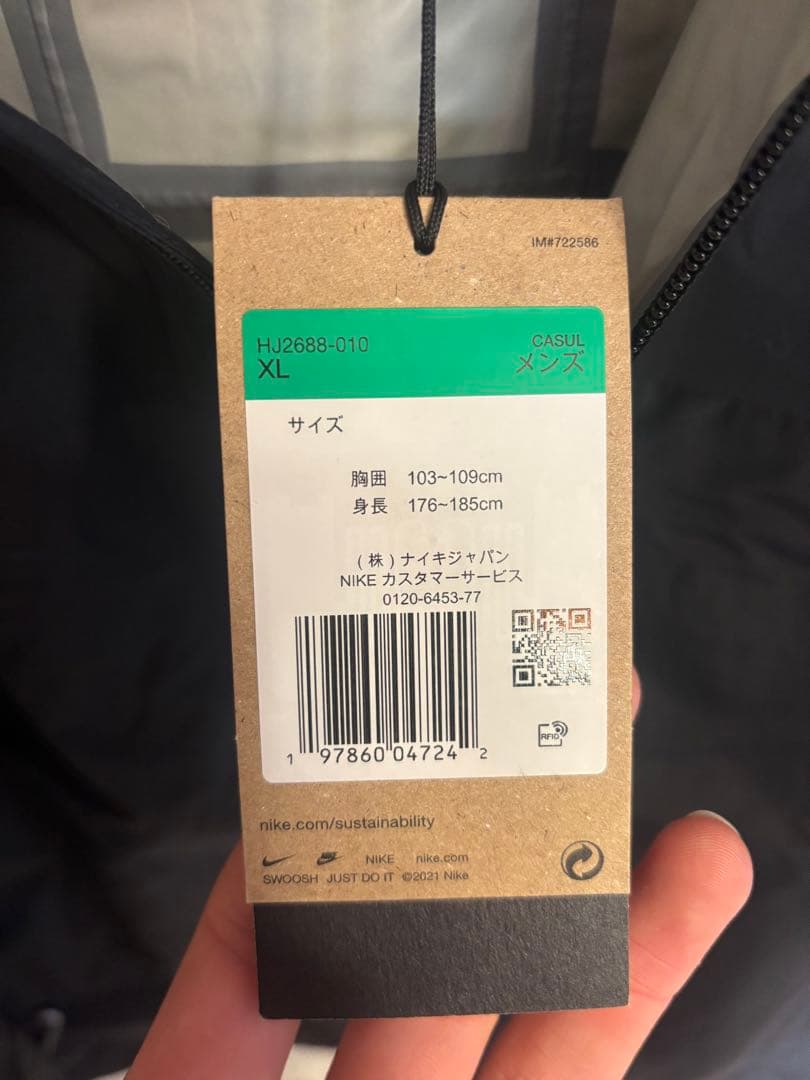 IM#722586
HJ2688-010
XL
CASUL
メンズ
サイズ
胸囲 103~109cm
身長 176~185cm
(株)ナイキジャパン
NIKE カスタマーサービス
0120-6453-77
1 97860 04724 2
RFID
nike.com/sustainability
NIKE nike.com
SWOOSH JUST DO IT ©2021 Nike